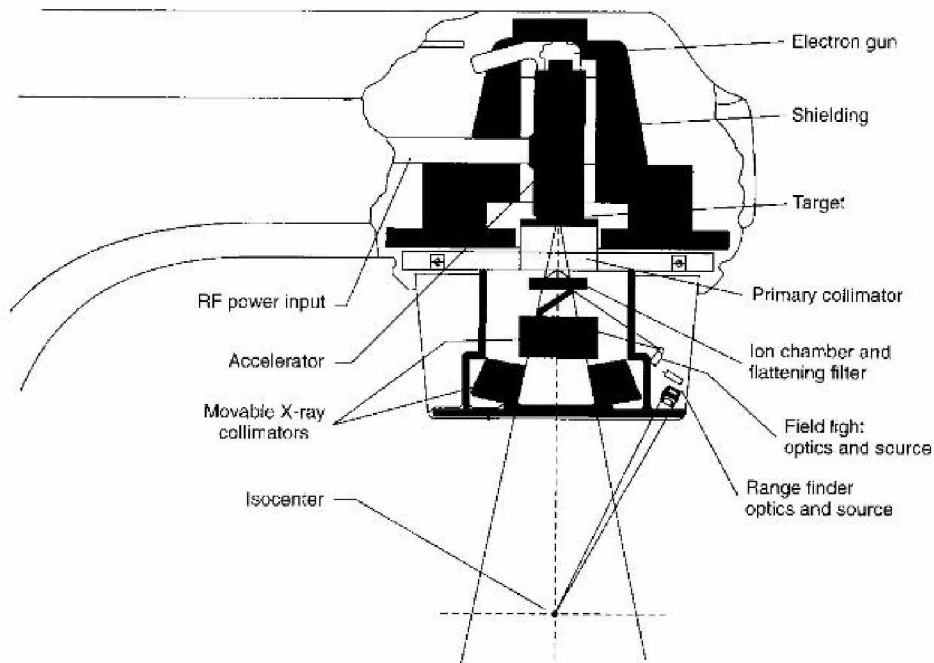 Electron gun
Shielding
Target
RF power input
Primary collimator
Accelerator
Ion chamber and
flattening filter
Movable X-ray
collimators
Field light
optics and source
Isocenter
Range finder
optics and source